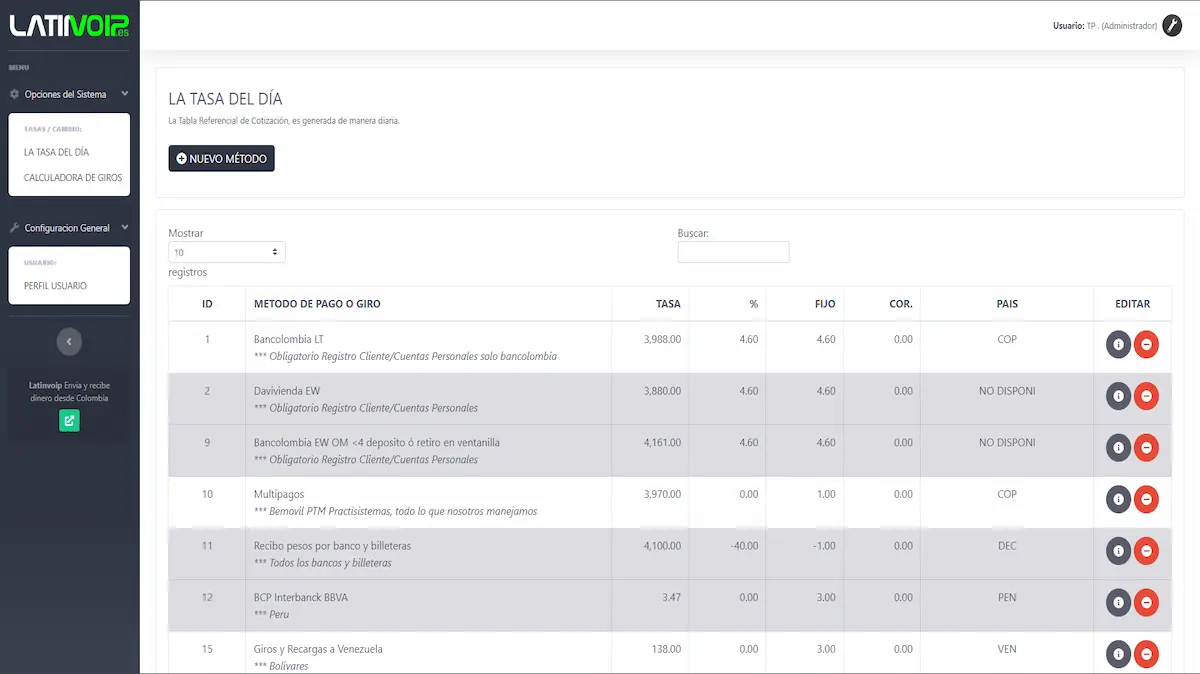 LATINVOIP.es
Usuario: TP . (Administrador)
MENU
Opciones del Sistema
TASAS / CAMBIO:
LA TASA DEL DÍA
CALCULADORA DE GIROS
Configuracion General
USUARIO:
PERFIL USUARIO
Latinvoip Envia y recibe
dinero desde Colombia
LA TASA DEL DÍA
La Tabla Referencial de Cotización, es generada de manera diaria.
NUEVO MÉTODO
Mostrar
10
registros
Buscar:
ID METODO DE PAGO O GIRO TASA % FIJO COR. PAIS EDITAR
1 Bancolombia LT 3,988.00 4.60 4.60 0.00 COP
*** Obligatorio Registro Cliente/Cuentas Personales solo bancolombia
2 Davivienda EW 3,880.00 4.60 4.60 0.00 NO DISPONI
*** Obligatorio Registro Cliente/Cuentas Personales
9 Bancolombia EW OM <4 deposito ó retiro en ventanilla 4,161.00 4.60 4.60 0.00 NO DISPONI
*** Obligatorio Registro Cliente/Cuentas Personales
10 Multipagos 3,970.00 0.00 1.00 0.00 COP
*** Bemovil PTM Practisistemas, todo lo que nosotros manejamos
11 Recibo pesos por banco y billeteras 4,100.00 -40.00 -1.00 0.00 DEC
*** Todos los bancos y billeteras
12 BCP Interbanck BBVA 3.47 0.00 3.00 0.00 PEN
*** Peru
15 Giros y Recargas a Venezuela 138.00 0.00 3.00 0.00 VEN
*** Bolivares